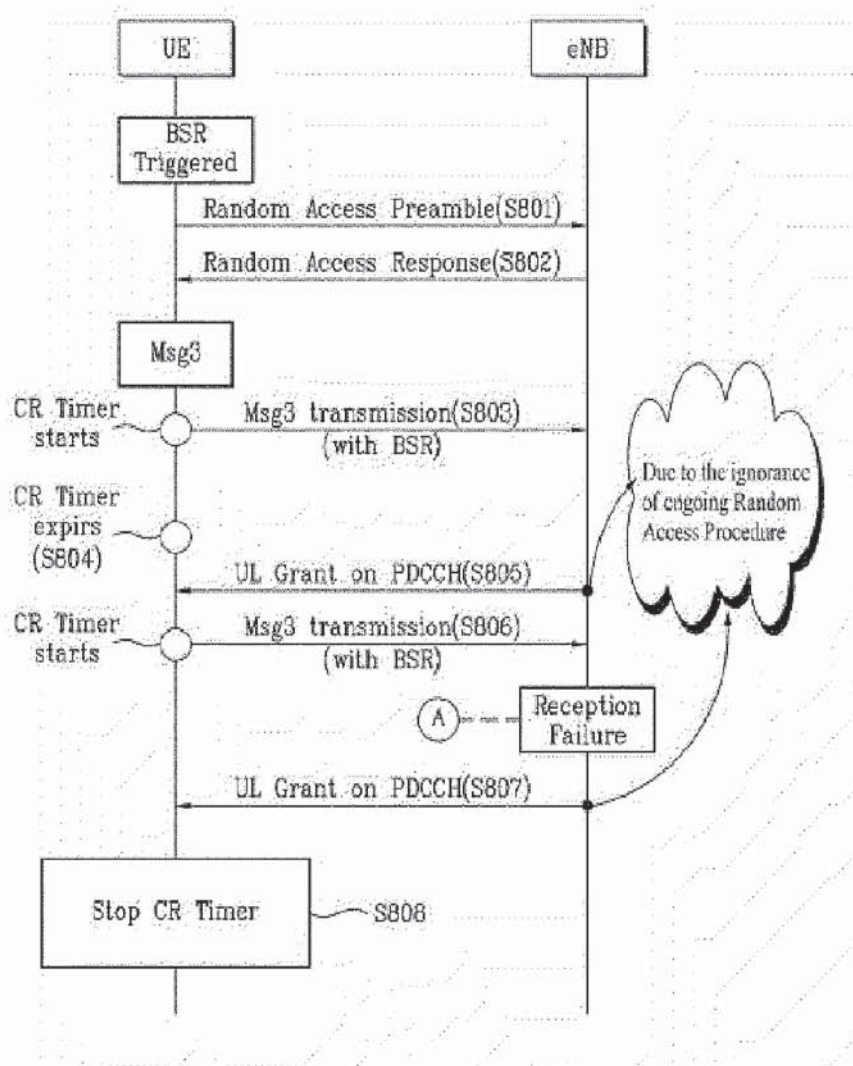 UE
eNB
BSR
Triggered
Random Access Preamble(S801)
Random Access Response(S802)
Msg3
CR Timer
starts
Msg3 transmission(S803)
(with BSR)
Due to the ignorance
of ongoing Random
Access Procedure
CR Timer
expirs
(S804)
UL Grant on PDCCH(S805)
CR Timer
starts
Msg3 transmission(S806)
(with BSR)
A
Reception
Failure
UL Grant on PDCCH(S807)
Stop CR Timer
S808